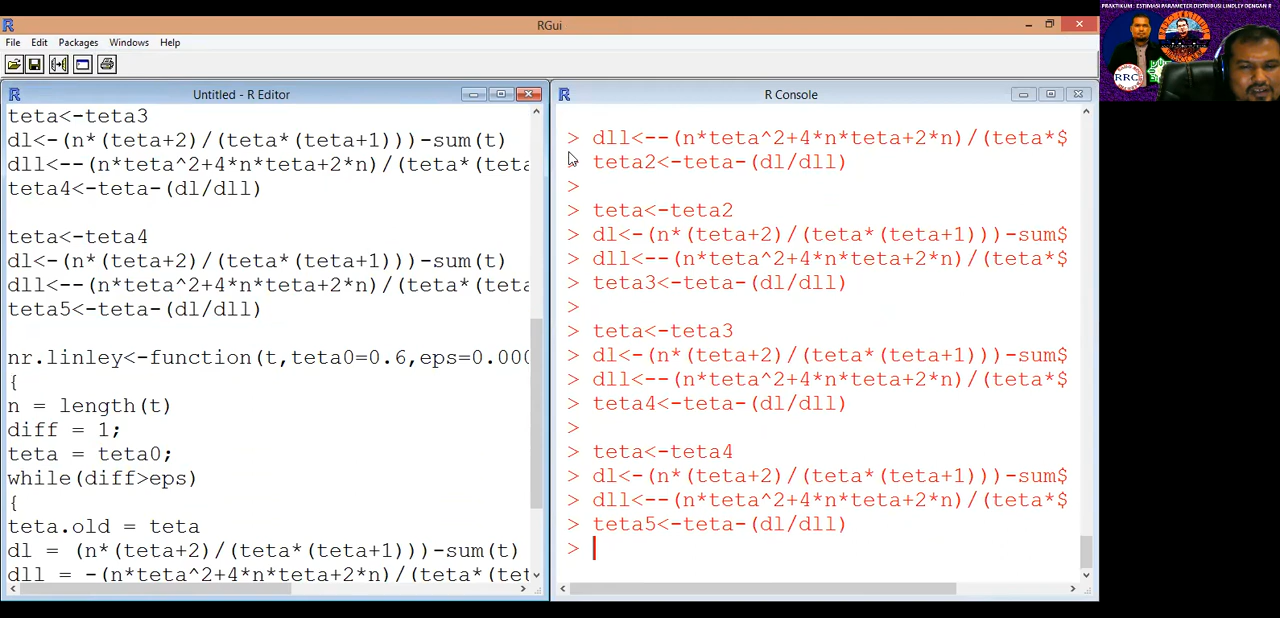 PRAKTIKUM : ESTIMASI PARAMETER DISTRIBUSI LINDLEY DENGAN R
RGui
File Edit Packages Windows Help
Untitled - R Editor
teta<-teta3
dl<-(n*(teta+2)/(teta*(teta+1)))-sum(t)
dll<--(n*teta^2+4*n*teta+2*n)/(teta*(teta
teta4<-teta-(dl/dll)
teta<-teta4
dl<-(n*(teta+2)/(teta*(teta+1)))-sum(t)
dll<--(n*teta^2+4*n*teta+2*n)/(teta*(teta
teta5<-teta-(dl/dll)
nr.linley<-function(t,teta0=0.6,eps=0.000
{
n = length(t)
diff = 1;
teta = teta0;
while(diff>eps)
{
teta.old = teta
dl = (n*(teta+2)/(teta*(teta+1)))-sum(t)
dll = -(n*teta^2+4*n*teta+2*n)/(teta*(tet
R Console
> dll<--(n*teta^2+4*n*teta+2*n)/(teta*$
> teta2<-teta-(dl/dll)
>
> teta<-teta2
> dl<-(n*(teta+2)/(teta*(teta+1)))-sum$
> dll<--(n*teta^2+4*n*teta+2*n)/(teta*$
> teta3<-teta-(dl/dll)
>
> teta<-teta3
> dl<-(n*(teta+2)/(teta*(teta+1)))-sum$
> dll<--(n*teta^2+4*n*teta+2*n)/(teta*$
> teta4<-teta-(dl/dll)
>
> teta<-teta4
> dl<-(n*(teta+2)/(teta*(teta+1)))-sum$
> dll<--(n*teta^2+4*n*teta+2*n)/(teta*$
> teta5<-teta-(dl/dll)
>
RRC